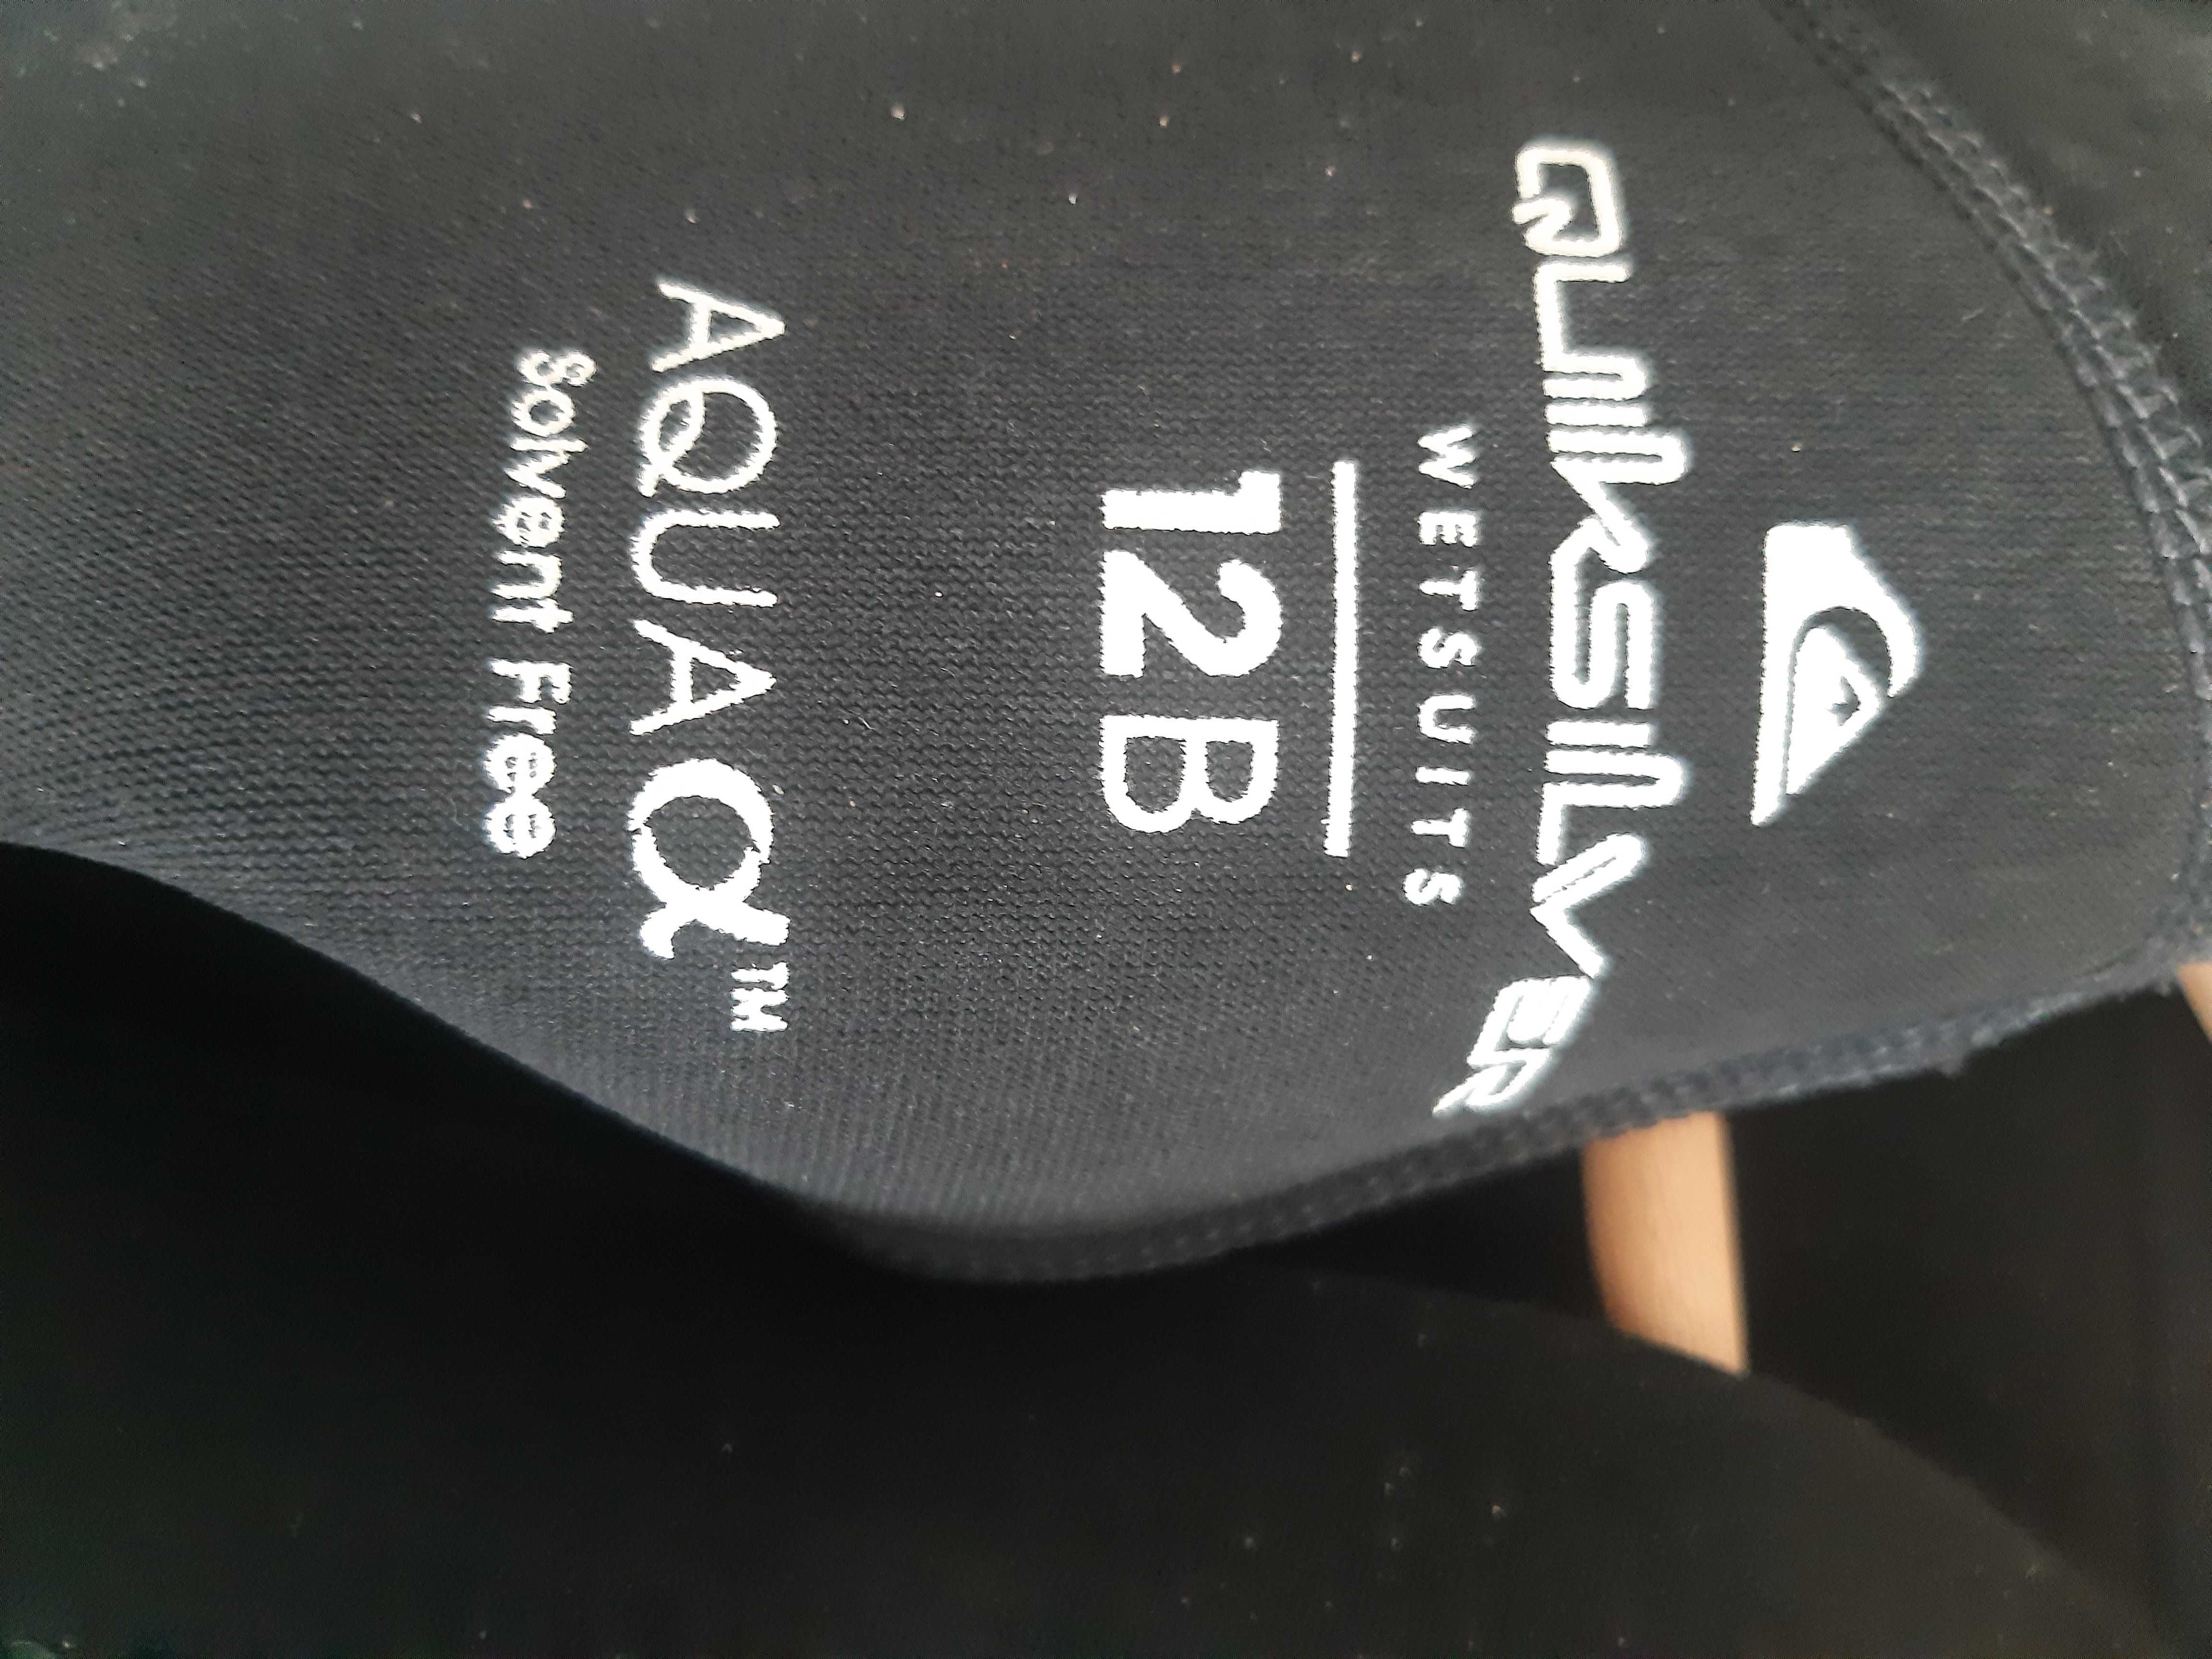 QUIKSILVER
WETSUITS
12B
AQUAα™
Solvent Free